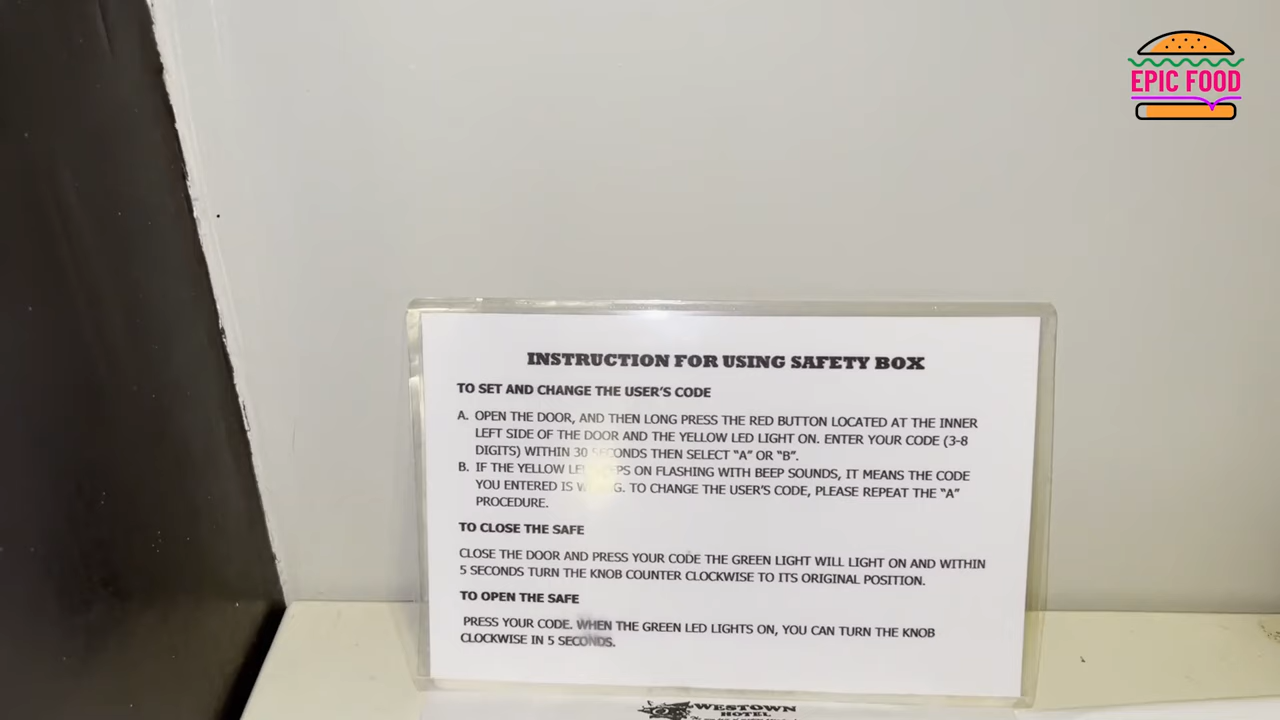 EPIC FOOD
INSTRUCTION FOR USING SAFETY BOX
TO SET AND CHANGE THE USER'S CODE
A. OPEN THE DOOR, AND THEN LONG PRESS THE RED BUTTON LOCATED AT THE INNER
LEFT SIDE OF THE DOOR AND THE YELLOW LED LIGHT ON. ENTER YOUR CODE (3-8
DIGITS) WITHIN 30 SECONDS THEN SELECT "A" OR "B".
B. IF THE YELLOW ON FLASHING WITH BEEP SOUNDS, IT MEANS THE CODE
YOU ENTERED IS TO CHANGE THE USER'S CODE, PLEASE REPEAT THE "A"
PROCEDURE.
TO CLOSE THE SAFE
CLOSE THE DOOR AND PRESS YOUR CODE THE GREEN LIGHT WILL LIGHT ON AND WITHIN
5 SECONDS TURN THE KNOB COUNTER CLOCKWISE TO ITS ORIGINAL POSITION.
TO OPEN THE SAFE
PRESS YOUR CODE. WHEN THE GREEN LED LIGHTS ON, YOU CAN TURN THE KNOB
CLOCKWISE IN 5 SECONDS.
WESTOWN
HOTEL